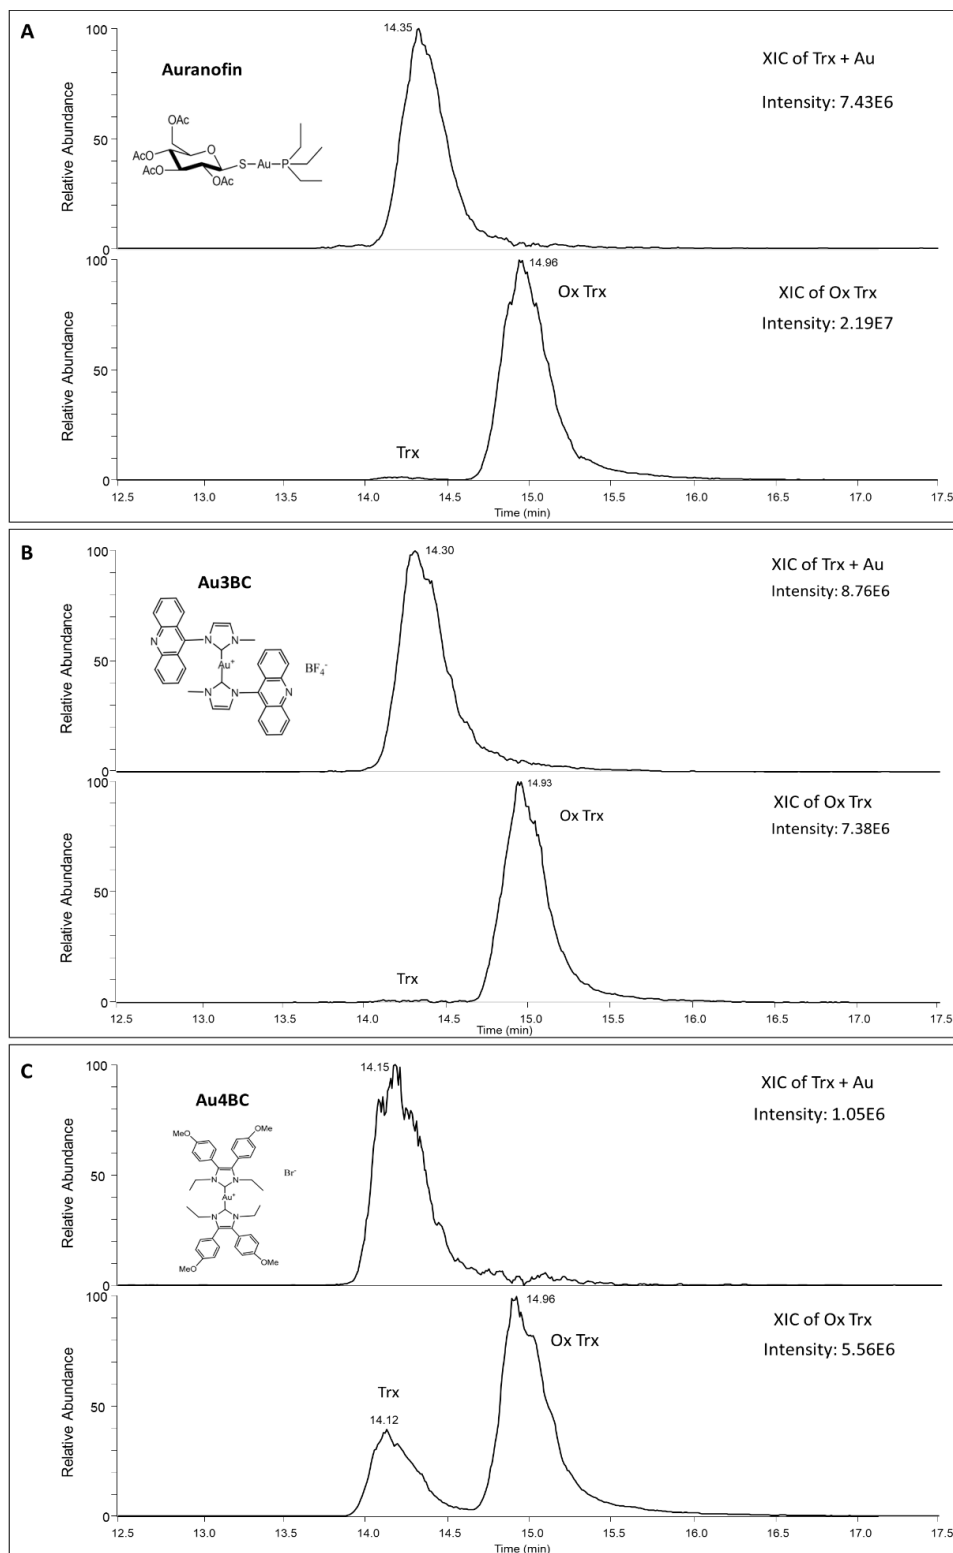 A
Auranofin
OAc
AcO
AcO
OAc
O
S
Au
P
14.35
XIC of Trx + Au
Intensity: 7.43E6
Relative Abundance
100
50
0
14.96
Ox Trx
XIC of Ox Trx
Intensity: 2.19E7
Trx
Relative Abundance
100
50
0
12.5 13.0 13.5 14.0 14.5 15.0 15.5 16.0 16.5 17.0 17.5
Time (min)
B
Au3BC
N
N
N
Au+
N
N
N
BF4-
14.30
XIC of Trx + Au
Intensity: 8.76E6
Relative Abundance
100
50
0
14.93
Ox Trx
XIC of Ox Trx
Intensity: 7.38E6
Trx
Relative Abundance
100
50
0
12.5 13.0 13.5 14.0 14.5 15.0 15.5 16.0 16.5 17.0 17.5
Time (min)
C
Au4BC
MeO
OMe
N
N
Au+
N
N
MeO
OMe
Br-
14.15
XIC of Trx + Au
Intensity: 1.05E6
Relative Abundance
100
50
0
14.96
Ox Trx
XIC of Ox Trx
Intensity: 5.56E6
Trx
14.12
Relative Abundance
100
50
0
12.5 13.0 13.5 14.0 14.5 15.0 15.5 16.0 16.5 17.0 17.5
Time (min)